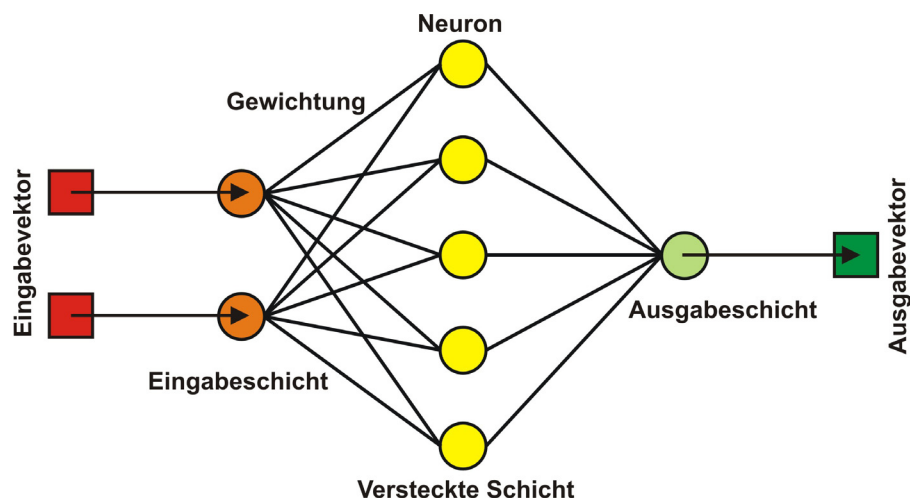 Neuron
Gewichtung
Eingabevektor
Ausgabevektor
Ausgabeschicht
Eingabeschicht
Versteckte Schicht